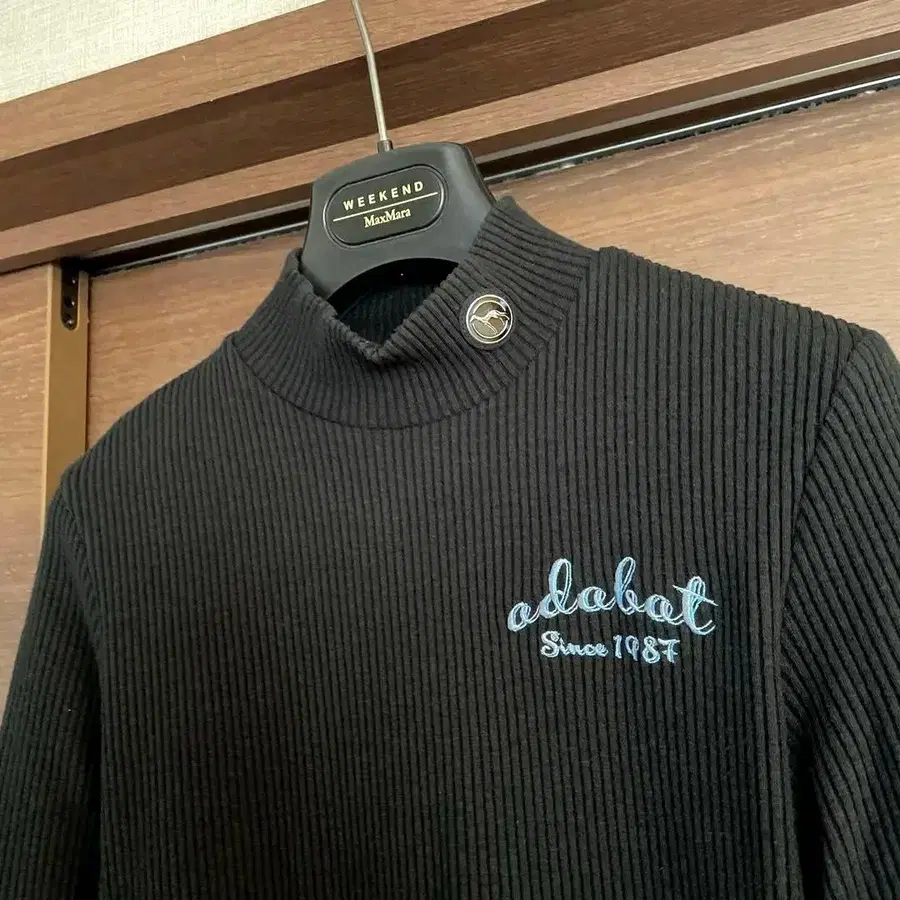 WEEKEND
MaxMara
adabat
Since 1987